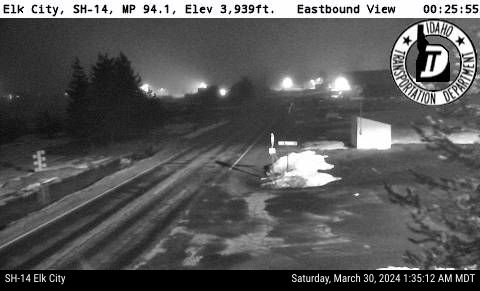 Elk City, SH-14, MP 94.1, Elev 3,939ft. Eastbound View 00:25:55
IDAHO
TRANSPORTATION DEPARTMENT
SH-14 Elk City Saturday, March 30, 2024 1:35:12 AM MDT